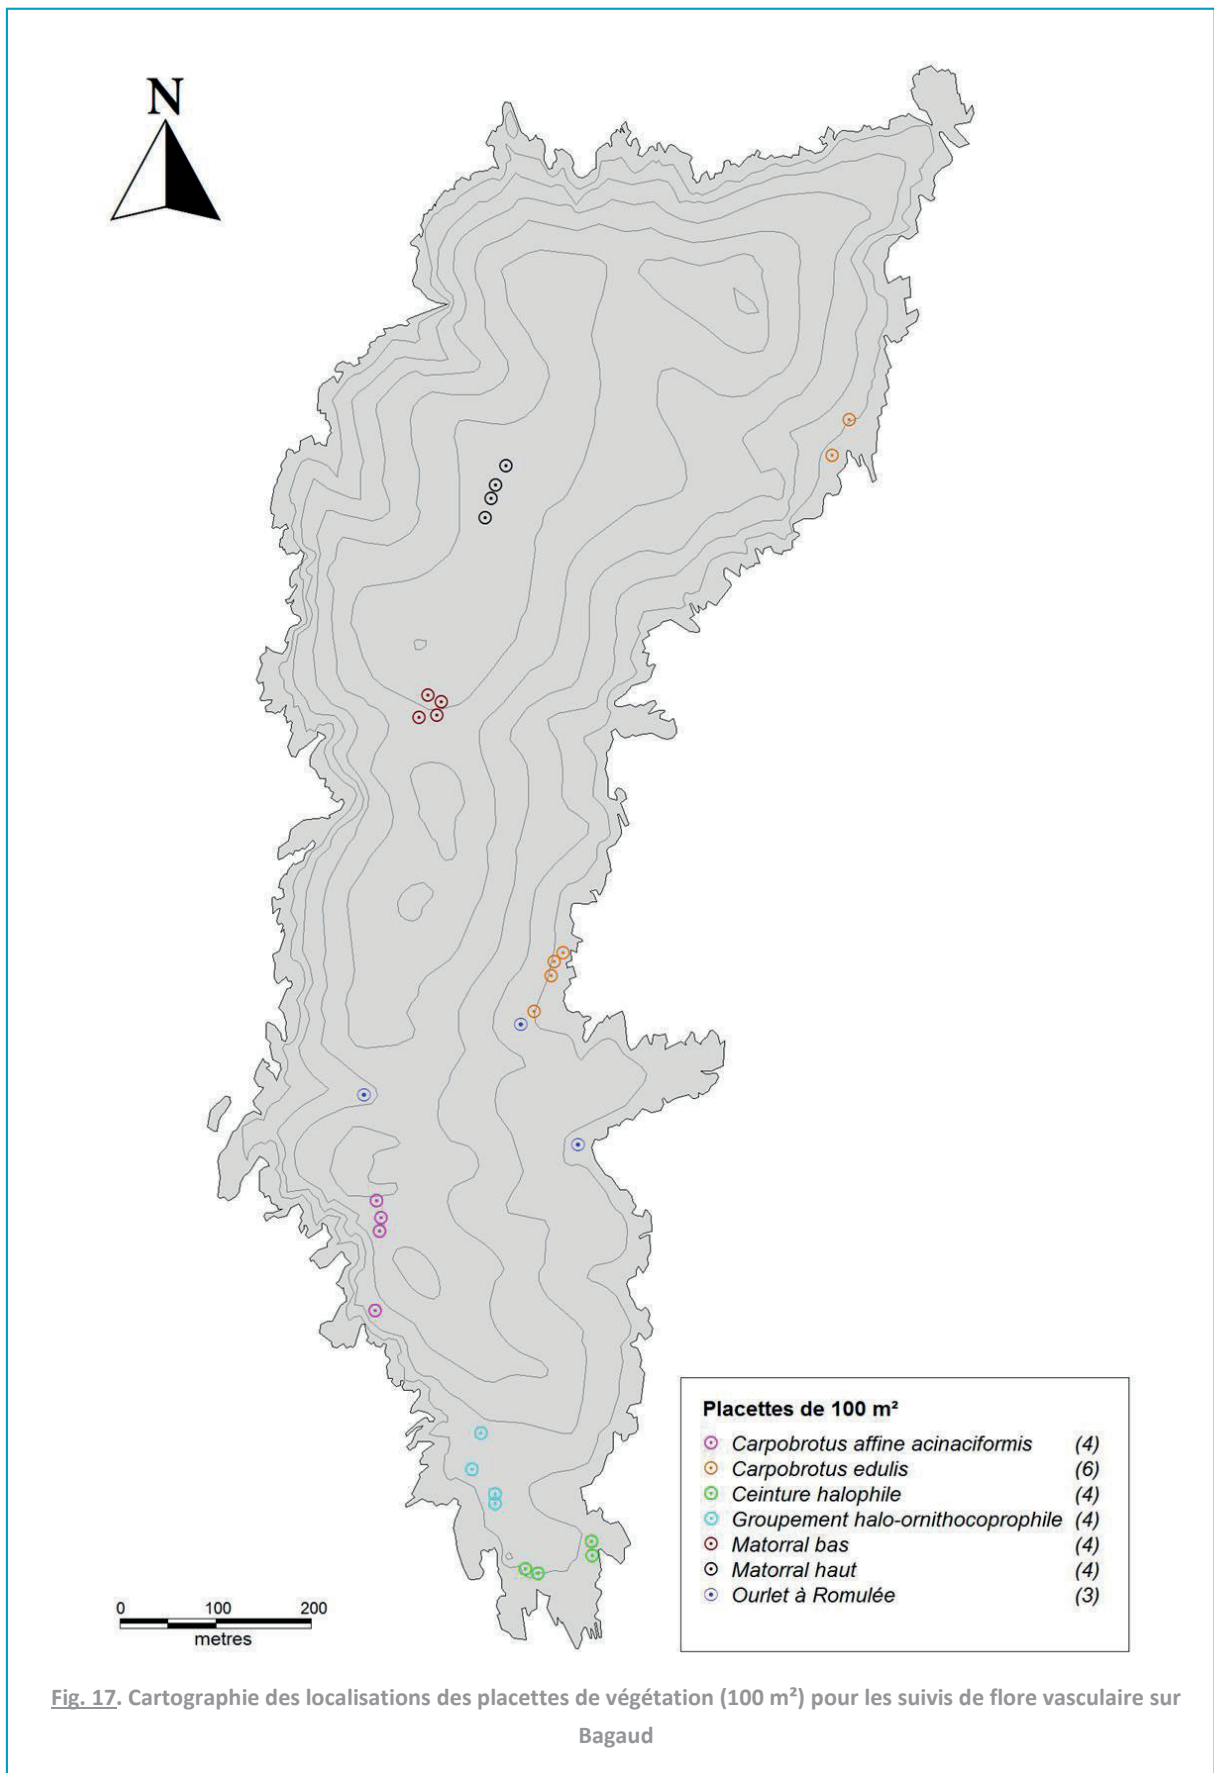 N
Placettes de 100 m²
Carpobrotus affine acinaciformis (4)
Carpobrotus edulis (6)
Ceinture halophile (4)
Groupement halo-ornithocoprophile (4)
Matorral bas (4)
Matorral haut (4)
Ourlet à Romulée (3)
0 100 200
metres
Fig. 17. Cartographie des localisations des placettes de végétation (100 m²) pour les suivis de flore vasculaire sur
Bagaud